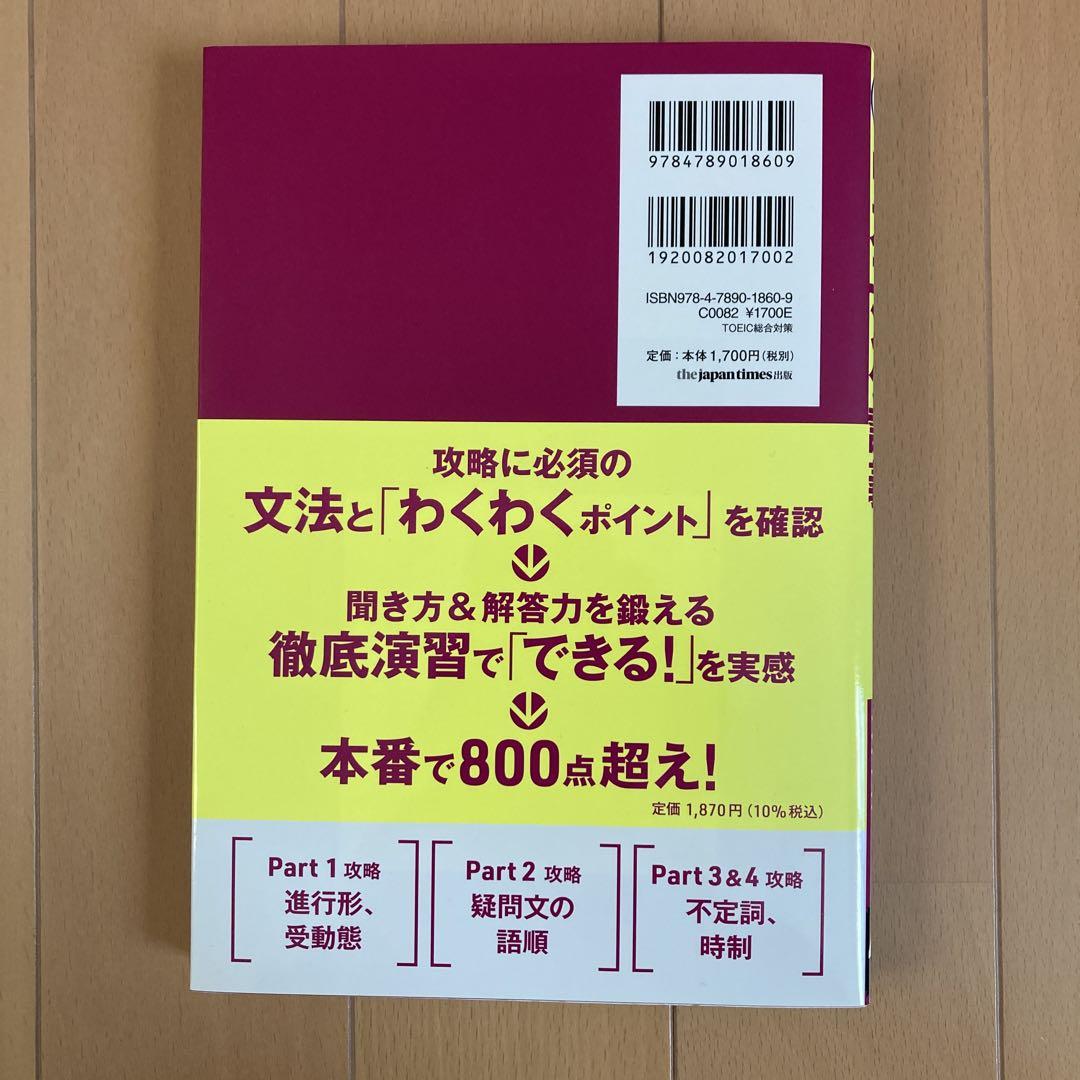 9784789018609
1920082017002
ISBN978-4-7890-1860-9
C0082 ¥1700E
TOEIC総合対策
定価：本体1,700円（税別）
the japan times出版
攻略に必須の
文法と「わくわくポイント」を確認
聞き方＆解答力を鍛える
徹底演習で「できる！」を実感
本番で800点超え！
定価 1,870円（10％税込）
Part 1 攻略
進行形、
受動態
Part 2 攻略
疑問文の
語順
Part 3＆4 攻略
不定詞、
時制